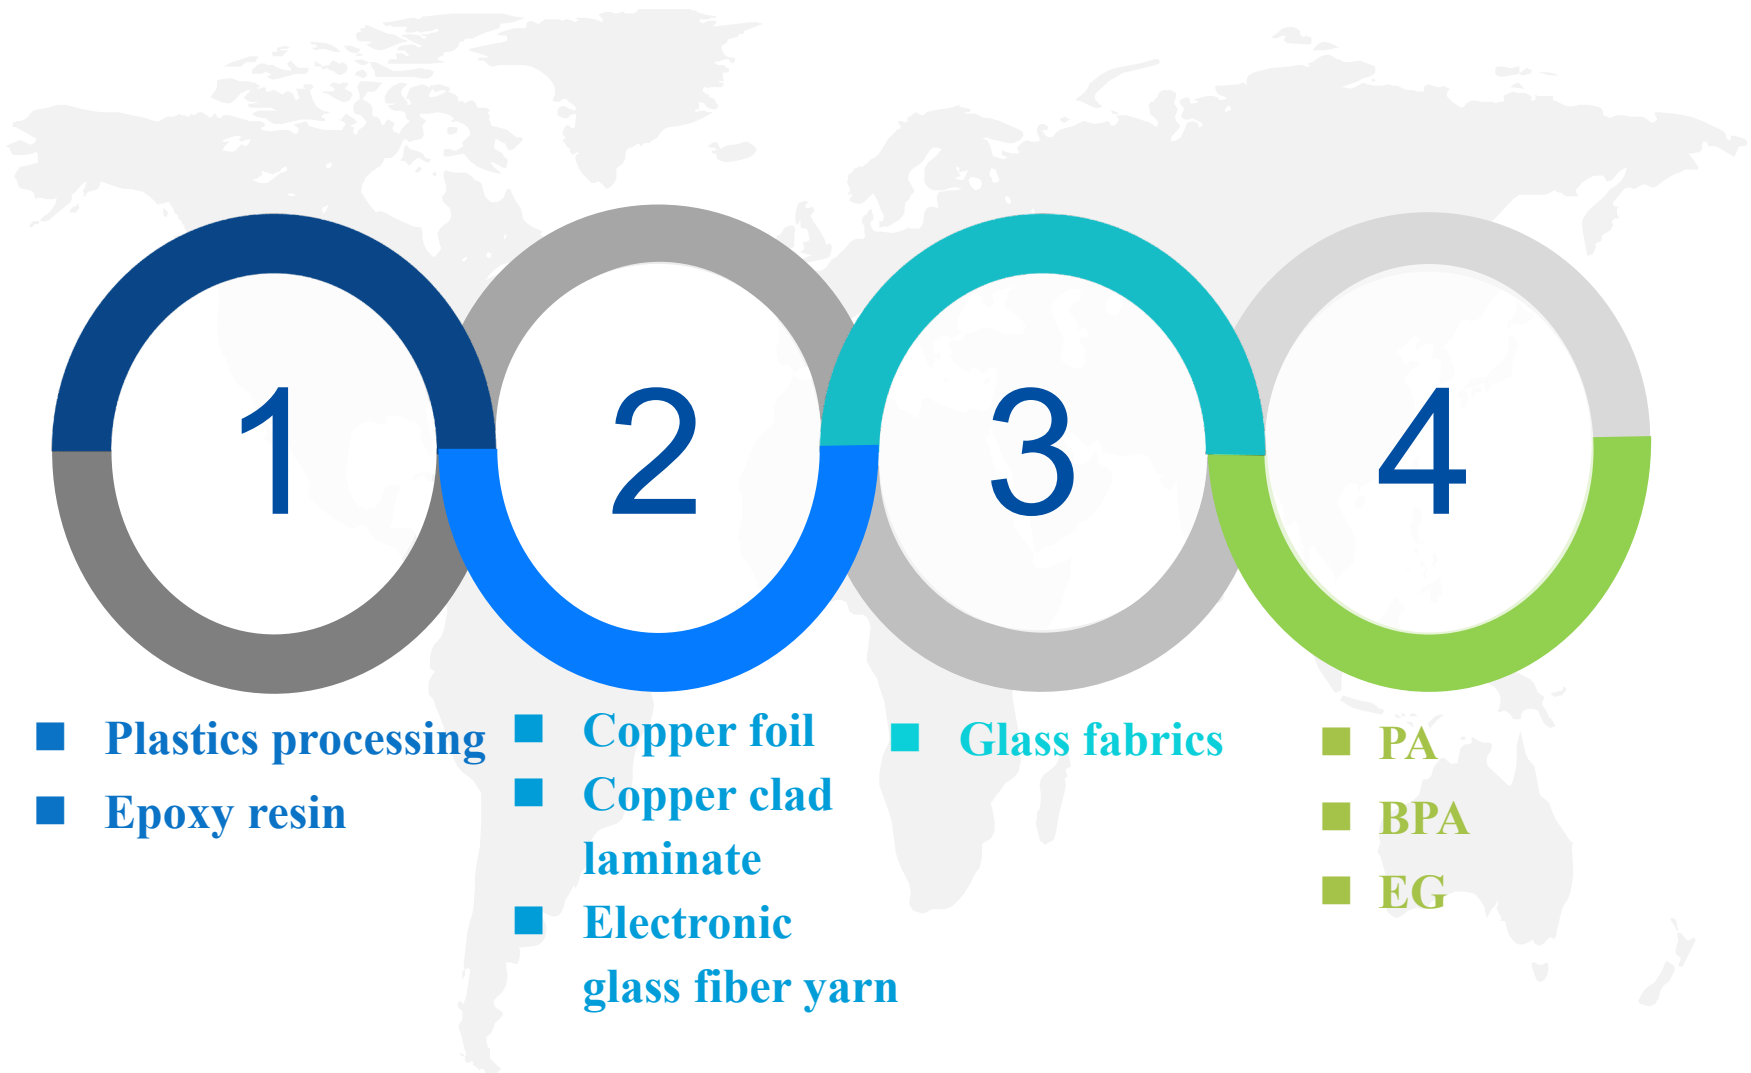 1
2
3
4
■ Plastics processing
■ Epoxy resin
■ Copper foil
■ Copper clad
laminate
■ Electronic
glass fiber yarn
■ Glass fabrics
■ PA
■ BPA
■ EG